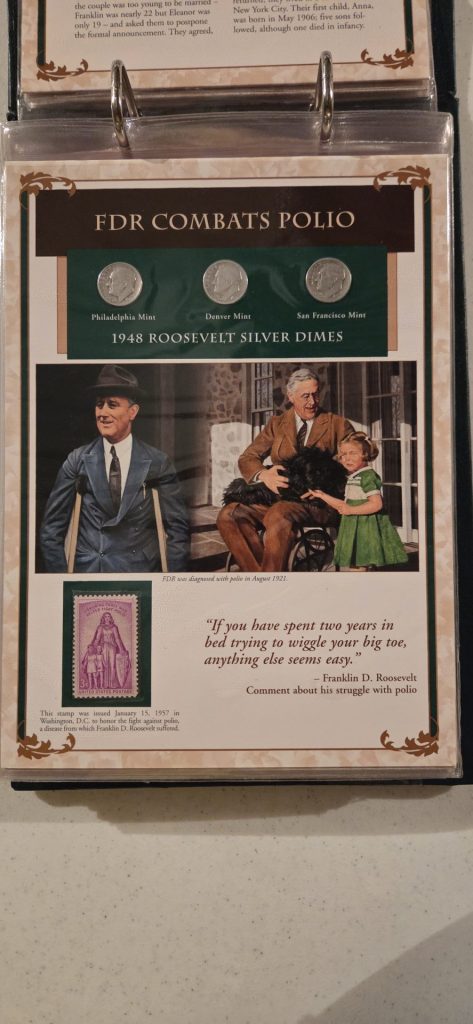 the couple was too young to be married –
Franklin was nearly 22 but Eleanor was
only 19 – and asked them to postpone
the formal announcement. They agreed,
New York City. Their first child, Anna,
was born in May 1906; five sons fol-
lowed, although one died in infancy.
FDR COMBATS POLIO
Philadelphia Mint
Denver Mint
San Francisco Mint
1948 ROOSEVELT SILVER DIMES
FDR was diagnosed with polio in August 1921.
UNITED STATES POSTAGE
"If you have spent two years in
bed trying to wiggle your big toe,
anything else seems easy."
– Franklin D. Roosevelt
Comment about his struggle with polio
This stamp was issued January 15, 1957 in
Washington, D.C. to honor the fight against polio,
a disease from which Franklin D. Roosevelt suffered.